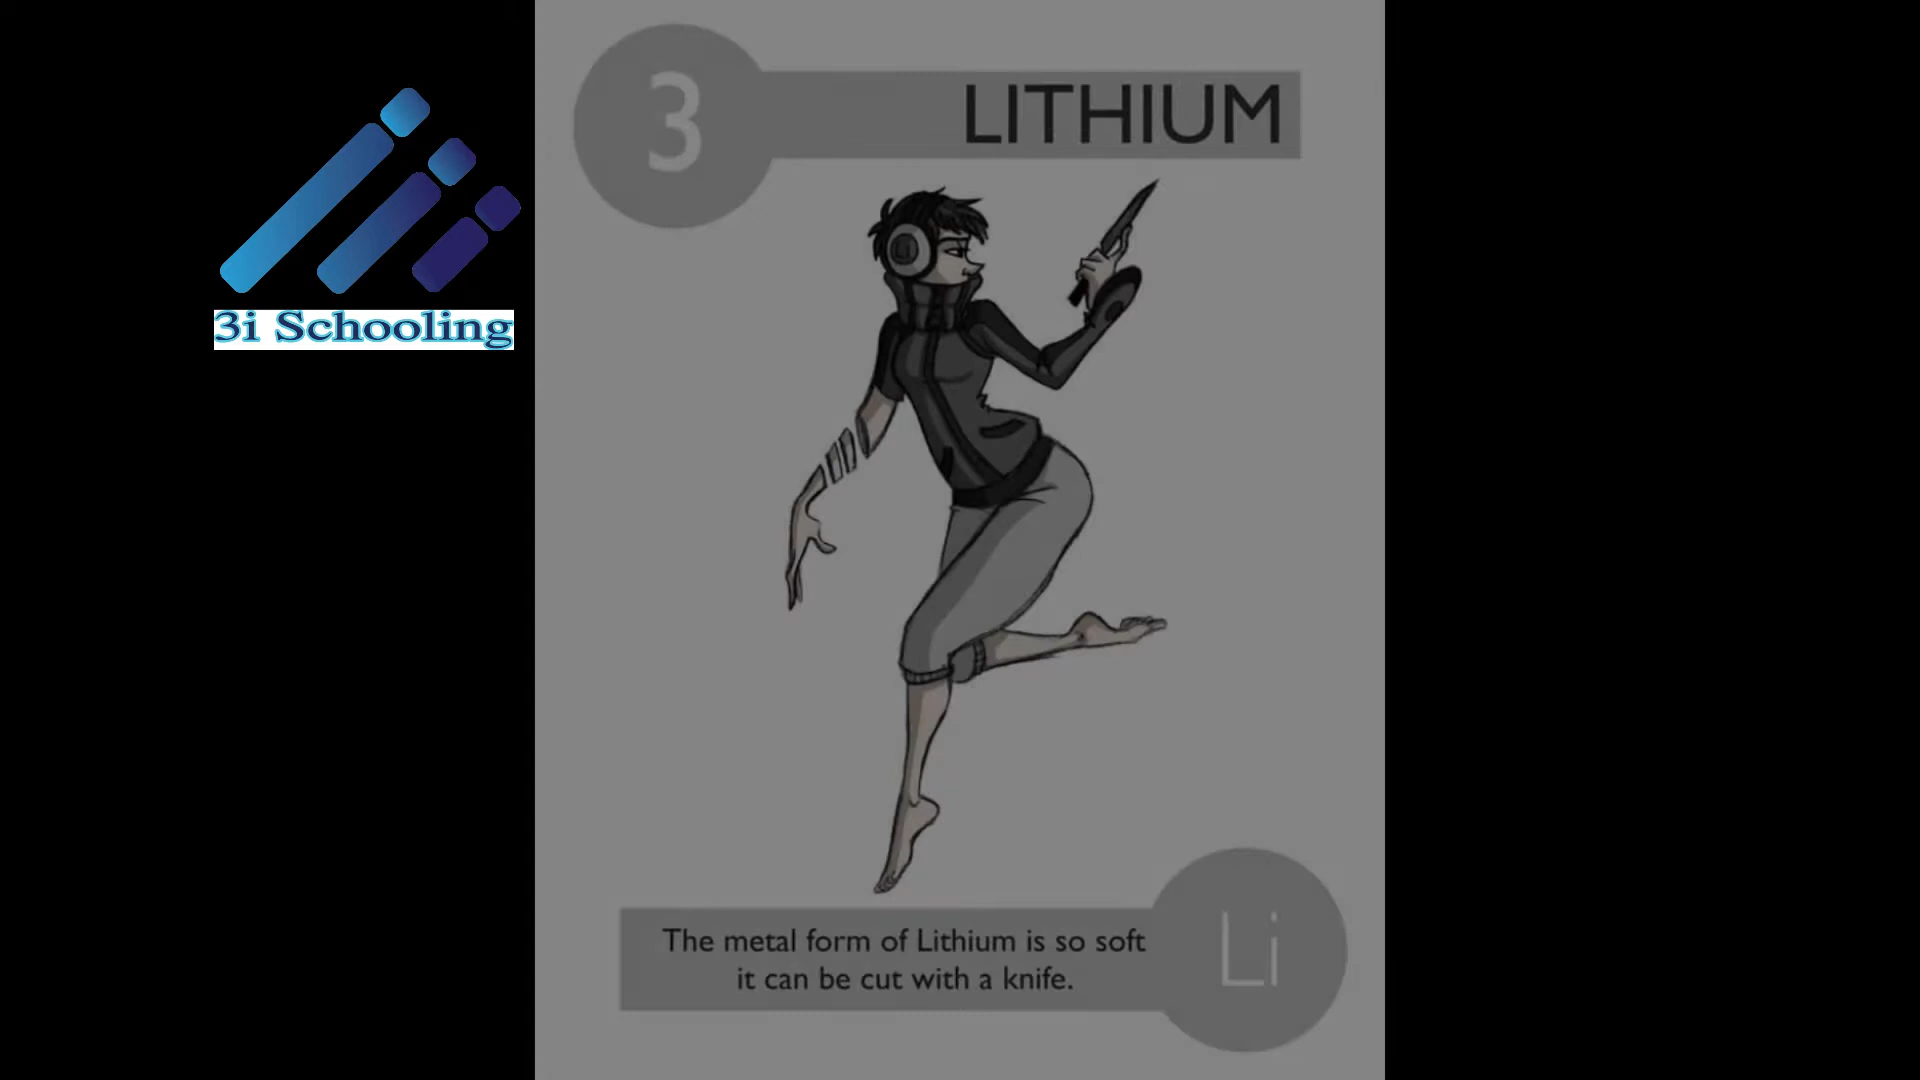 3i Schooling
3
LITHIUM
The metal form of Lithium is so soft
it can be cut with a knife.
Li